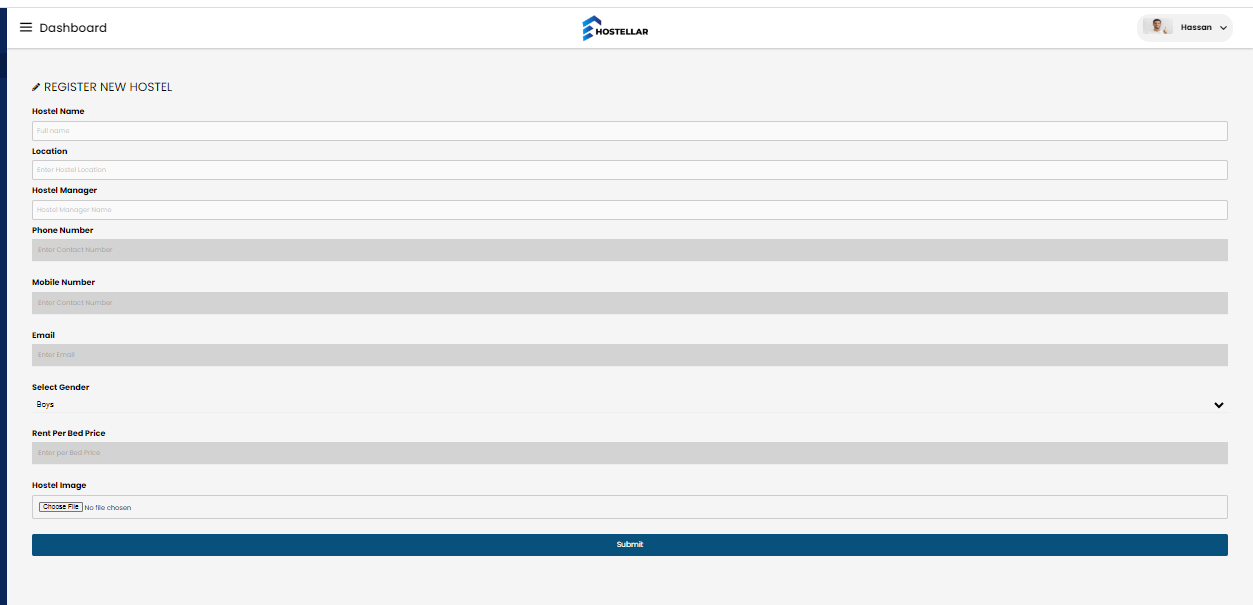 Dashboard
HOSTELLAR
Hassan
REGISTER NEW HOSTEL
Hostel Name
Full name
Location
Enter Hostel Location
Hostel Manager
Hostel Manager Name
Phone Number
Enter Contact Number
Mobile Number
Enter Contact Number
Email
Enter Email
Select Gender
Boys
Rent Per Bed Price
Enter per Bed Price
Hostel Image
Choose File No file chosen
Submit